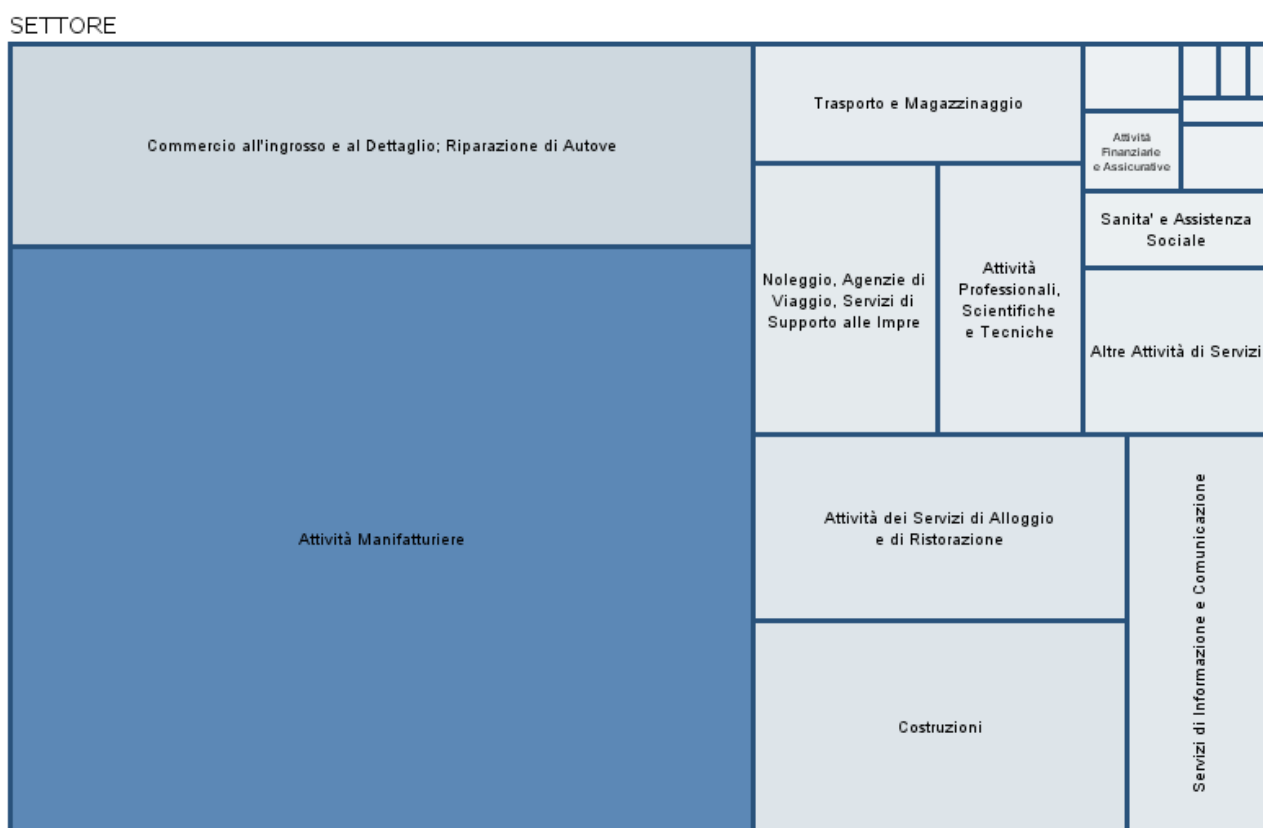 SETTORE
Commercio all'ingrosso e al Dettaglio; Riparazione di Autove
Attività Manifatturiere
Trasporto e Magazzinaggio
Noleggio, Agenzie di
Viaggio, Servizi di
Supporto alle Impre
Attività
Professionali,
Scientifiche
e Tecniche
Attività
Finanziarie
e Assicurative
Sanita' e Assistenza
Sociale
Altre Attività di Servizi
Attività dei Servizi di Alloggio
e di Ristorazione
Costruzioni
Servizi di Informazione e Comunicazione